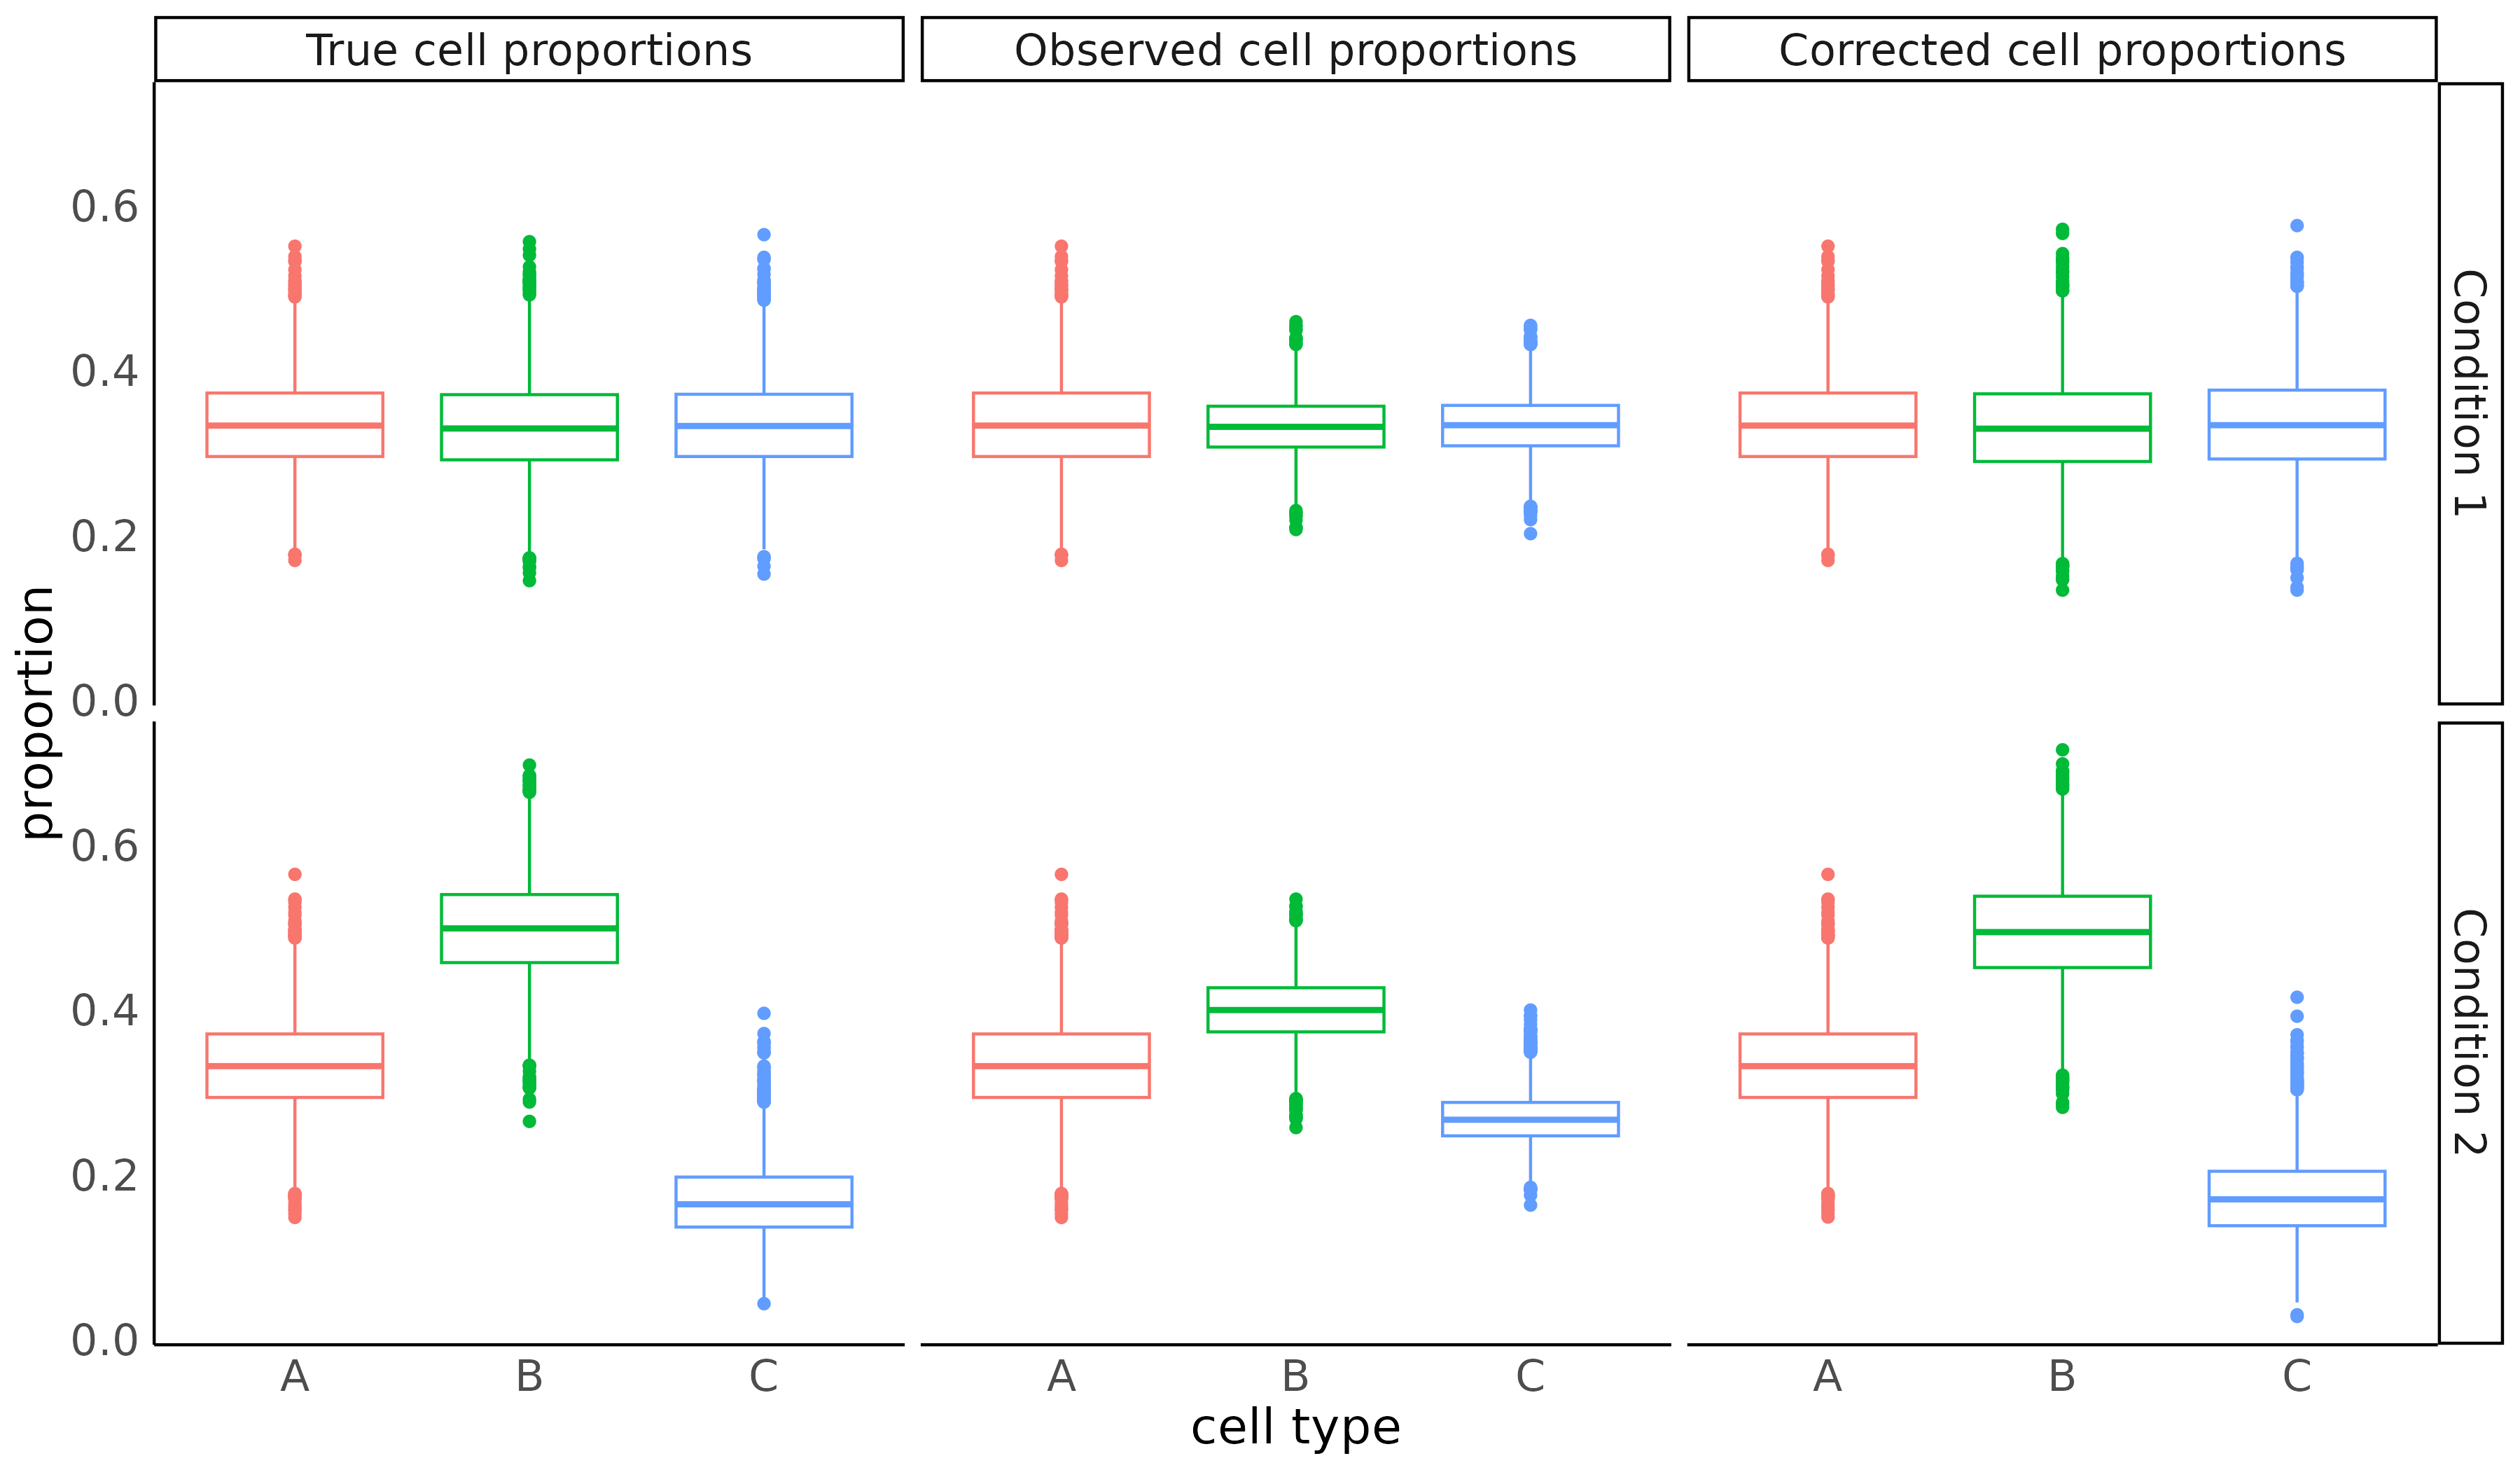 True cell proportions
Observed cell proportions
Corrected cell proportions
Condition 1
0.6
0.4
0.2
0.0
proportion
Condition 2
0.6
0.4
0.2
0.0
A B C A B C A B C
cell type